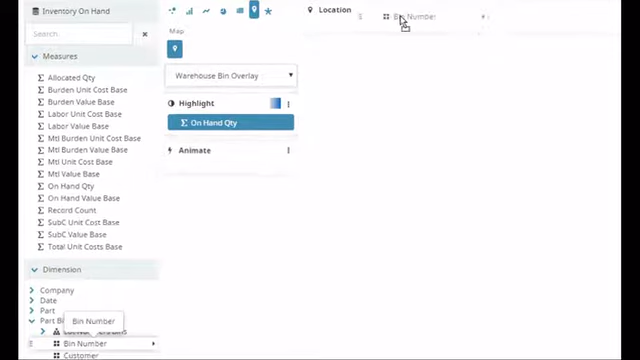 Inventory On Hand
Search.
Measures
Allocated Qty
Burden Unit Cost Base
Burden Value Base
Labor Unit Cost Base
Labor Value Base
Mtl Burden Unit Cost Base
Mtl Burden Value Base
Mtl Unit Cost Base
Mtl Value Base
On Hand Qty
On Hand Value Base
Record Count
SubC Unit Cost Base
SubC Value Base
Total Unit Costs Base
Dimension
Company
Date
Part
Part Bi
Bin Number
Bin Number
Customer
Map
Warehouse Bin Overlay
Highlight
On Hand Qty
Animate
Location
Bin Number